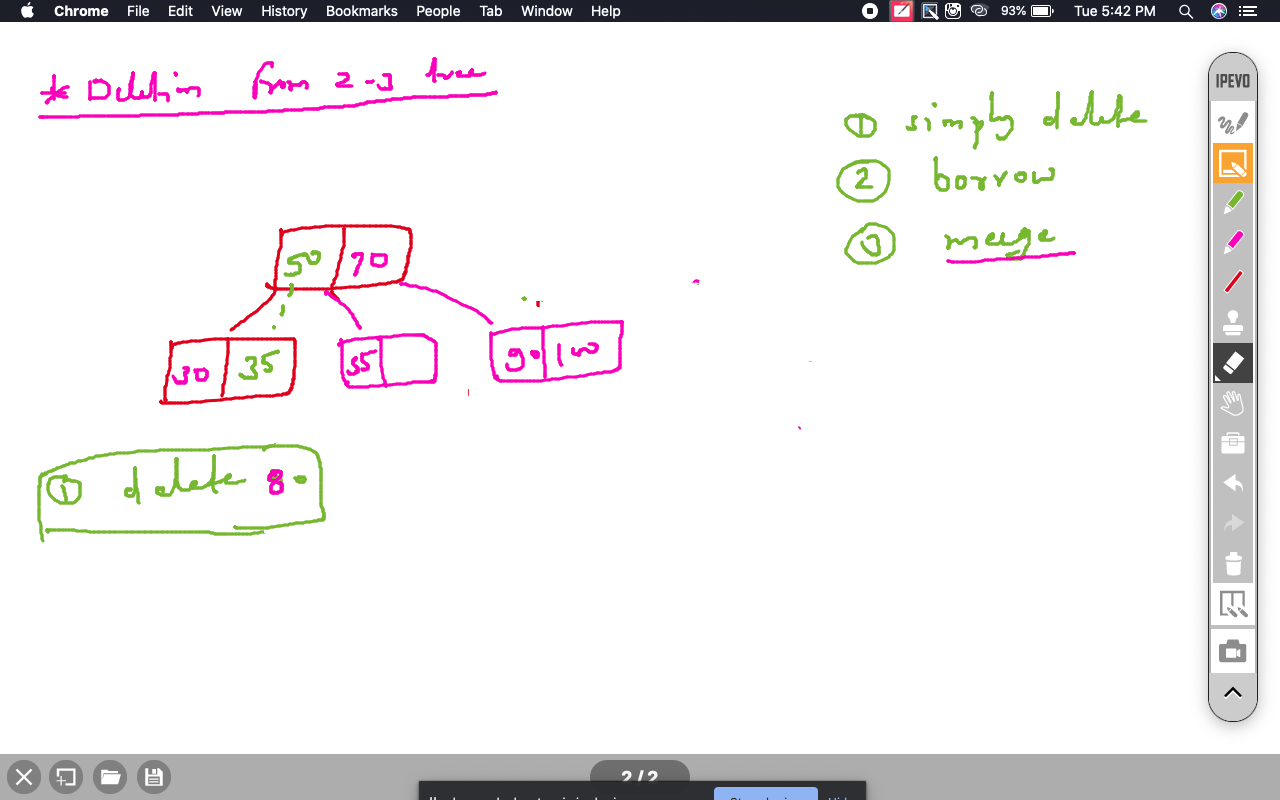 Chrome File Edit View History Bookmarks People Tab Window Help 93% Tue 5:42 PM
* Deletion from 2-3 tree
IPEVO
① simply delete
② borrow
③ merge
50 70
30 35 55 90 100
① delete 80
2 / 2